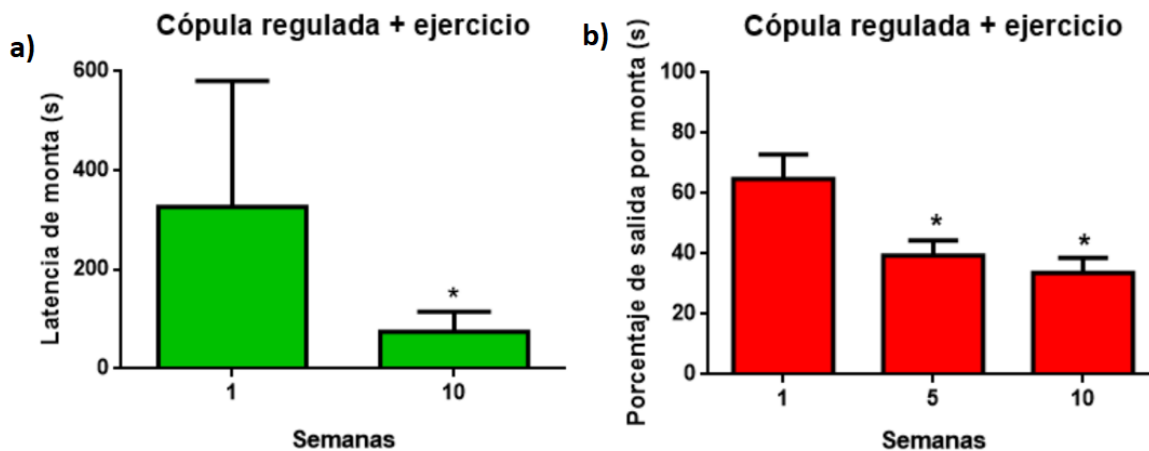 a)
Cópula regulada + ejercicio
Latencia de monta (s)
600
400
200
0
*
1
10
Semanas
b)
Cópula regulada + ejercicio
Porcentaje de salida por monta (s)
100
80
60
40
20
0
*
*
1
5
10
Semanas